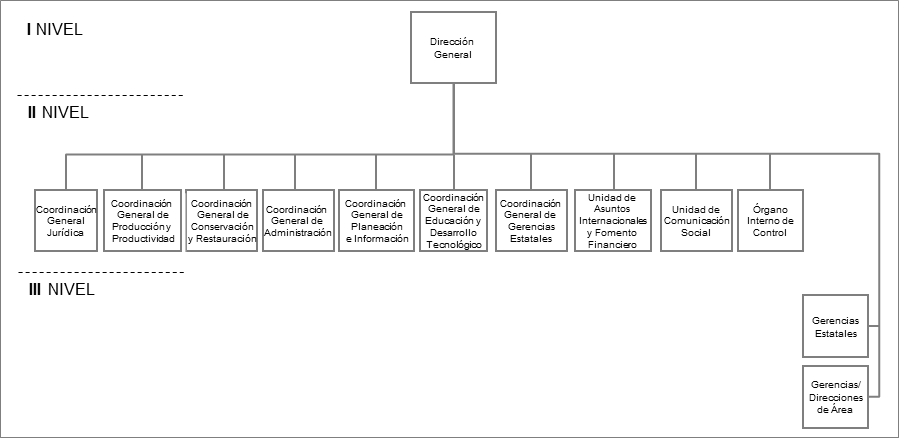 I NIVEL
Dirección
General
II NIVEL
Coordinación
General
Jurídica
Coordinación
General de
Producción y
Productividad
Coordinación
General de
Conservación
y Restauración
Coordinación
General de
Administración
Coordinación
General de
Planeación
e Información
Coordinación
General de
Educación y
Desarrollo
Tecnológico
Coordinación
General de
Gerencias
Estatales
Unidad de
Asuntos
Internacionales
y Fomento
Financiero
Unidad de
Comunicación
Social
Órgano
Interno de
Control
III NIVEL
Gerencias
Estatales
Gerencias/
Direcciones
de Área